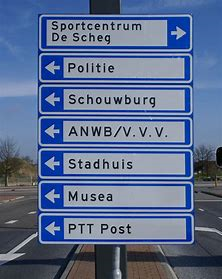 Sportcentrum
De Scheg
Politie
Schouwburg
ANWB/V.V.V.
Stadhuis
Musea
PTT Post